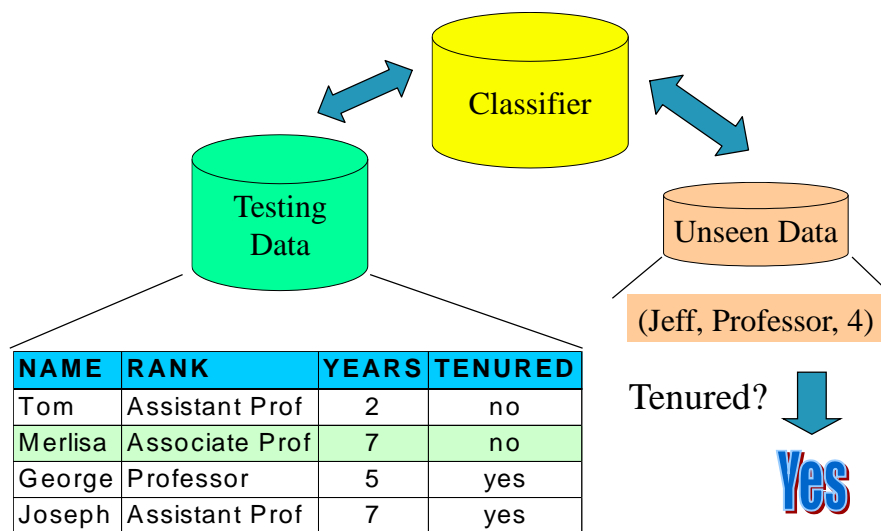 Classifier
Testing
Data
Unseen Data
(Jeff, Professor, 4)
NAME RANK YEARS TENURED
Tom Assistant Prof 2 no
Merlisa Associate Prof 7 no
George Professor 5 yes
Joseph Assistant Prof 7 yes
Tenured?
Yes